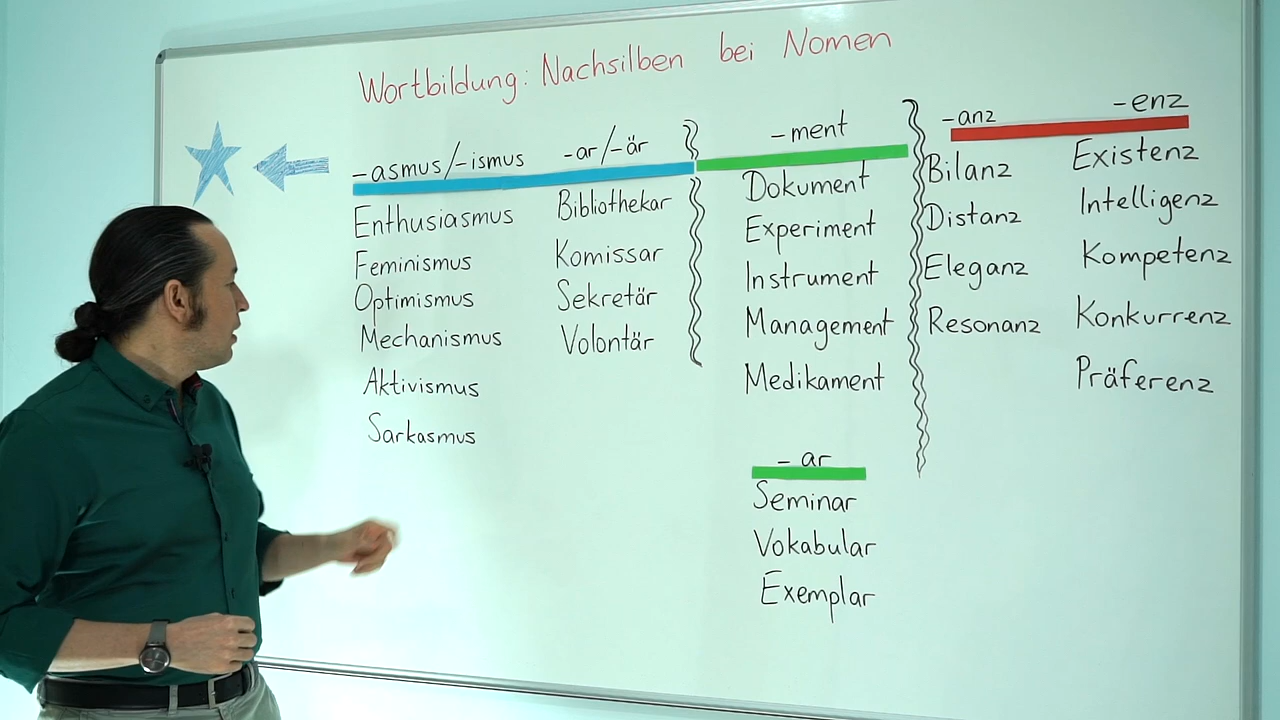 Wortbildung: Nachsilben bei Nomen
-asmus/-ismus
Enthusiasmus
Feminismus
Optimismus
Mechanismus
Aktivismus
Sarkasmus
-ar/-är
Bibliothekar
Komissar
Sekretär
Volontär
-ment
Dokument
Experiment
Instrument
Management
Medikament
-ar
Seminar
Vokabular
Exemplar
-anz
Bilanz
Distanz
Eleganz
Resonanz
-enz
Existenz
Intelligenz
Kompetenz
Konkurrenz
Präferenz